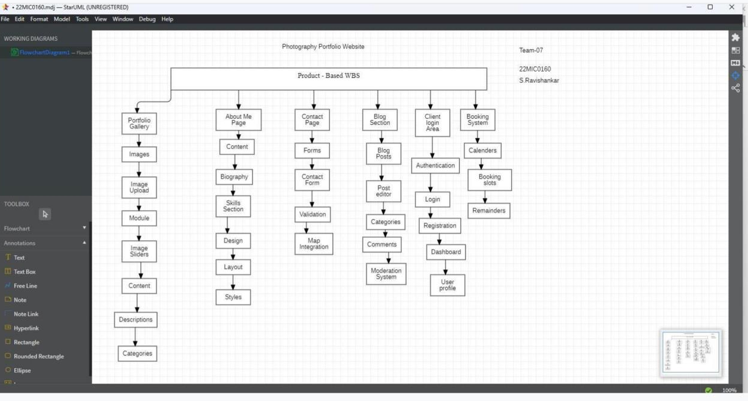 22MIC0160.mdj — StarUML (UNREGISTERED)
File Edit Format Model Tools View Window Debug Help
WORKING DIAGRAMS
FlowchartDiagram1
Photography Portfolio Website
Team-07
22MIC0160
S.Ravishankar
Product - Based WBS
Portfolio
Gallery
Images
Image
Upload
Module
Image
Sliders
Content
Descriptions
Categories
About Me
Page
Content
Biography
Skills
Section
Design
Layout
Styles
Contact
Page
Forms
Contact
Form
Validation
Map
Integration
Blog
Section
Blog
Posts
Post
editor
Categories
Comments
Moderation
System
Client
login
Area
Authentication
Login
Registration
Dashboard
User
profile
Booking
System
Calenders
Booking
slots
Remainders
TOOLBOX
Flowchart
Annotations
Text
Text Box
Free Line
Note
Note Link
Hyperlink
Rectangle
Rounded Rectangle
Ellipse
100%